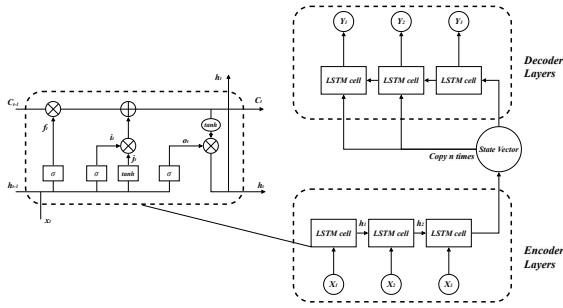 Y₁ Y₂ Y₃
LSTM cell LSTM cell LSTM cell
Decoder
Layers
hₜ
Cₜ₋₁ Cₜ
tanh
fₜ iₜ oₜ
jₜ
σ σ tanh σ
hₜ₋₁ hₜ
xₜ
State Vector
Copy n times
LSTM cell h₁ LSTM cell h₂ LSTM cell
Encoder
Layers
X₁ X₂ X₃